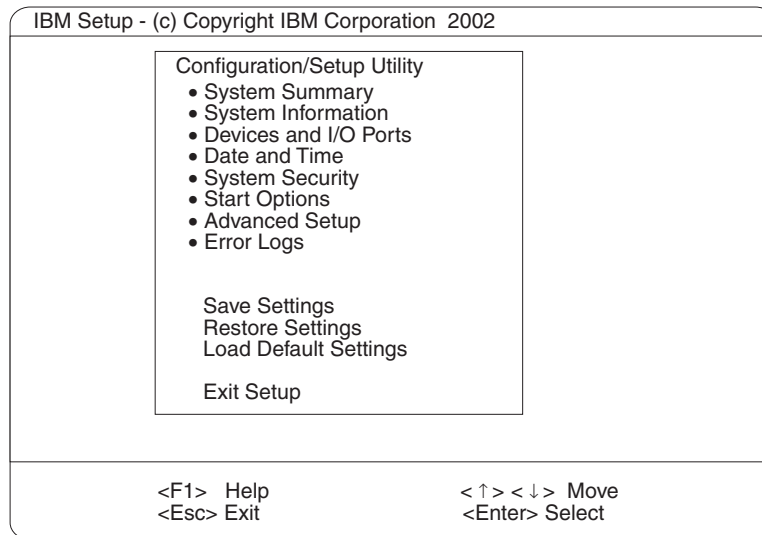 IBM Setup - (c) Copyright IBM Corporation 2002
Configuration/Setup Utility
• System Summary
• System Information
• Devices and I/O Ports
• Date and Time
• System Security
• Start Options
• Advanced Setup
• Error Logs
Save Settings
Restore Settings
Load Default Settings
Exit Setup
<F1> Help < ↑ > < ↓ > Move
<Esc> Exit <Enter> Select